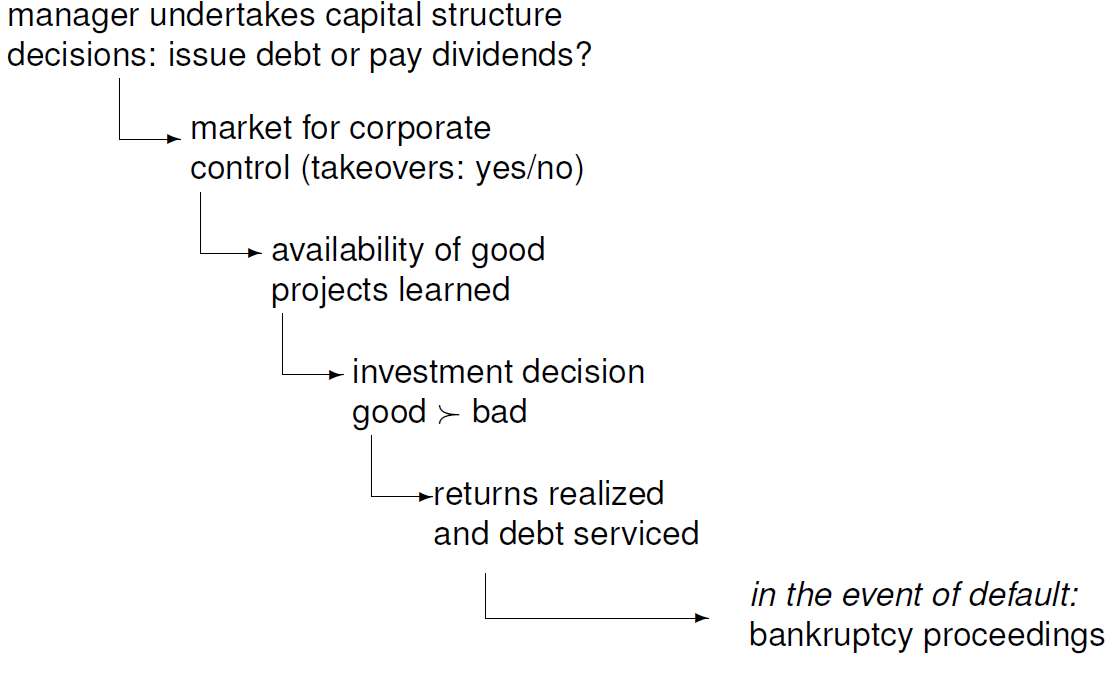 manager undertakes capital structure
decisions: issue debt or pay dividends?
market for corporate
control (takeovers: yes/no)
availability of good
projects learned
investment decision
good ≻ bad
returns realized
and debt serviced
in the event of default:
bankruptcy proceedings